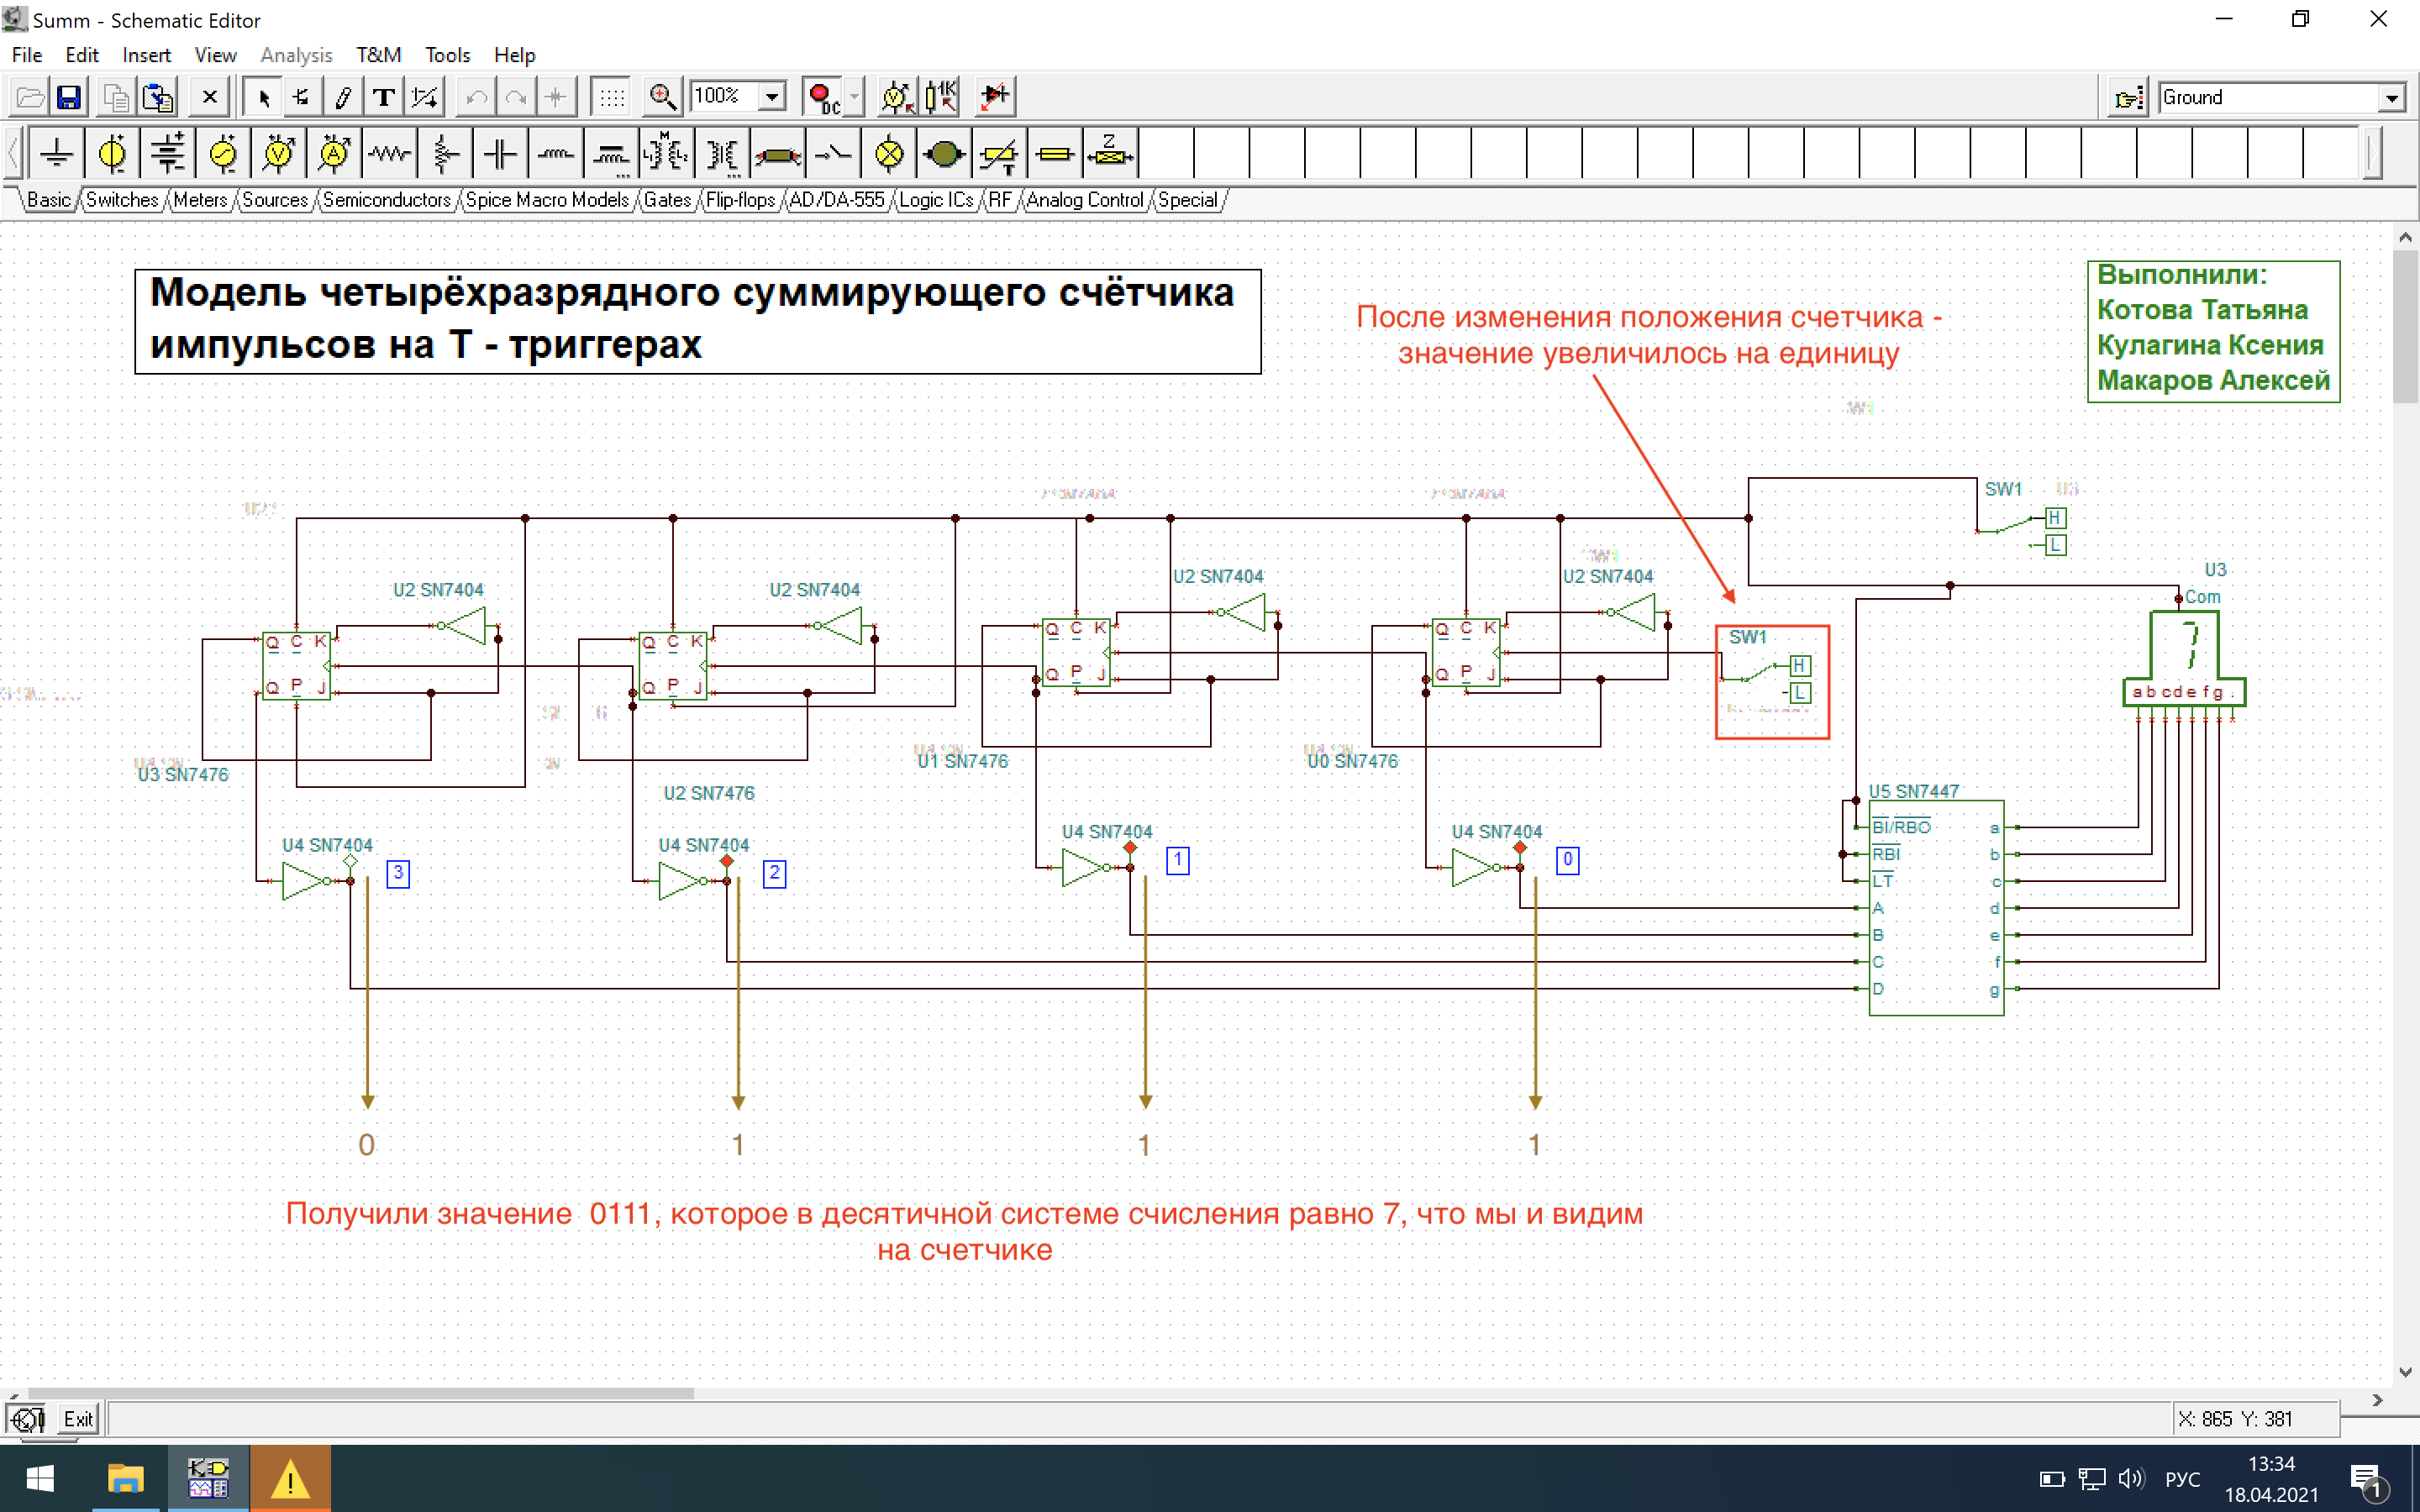 Summ - Schematic Editor
File Edit Insert View Analysis T&M Tools Help
T 100% DC 1K Ground
M Z
Basic Switches Meters Sources Semiconductors Spice Macro Models Gates Flip-flops AD/DA-555 Logic ICs RF Analog Control Special
Модель четырёхразрядного суммирующего счётчика
импульсов на Т - триггерах
После изменения положения счетчика -
значение увеличилось на единицу
Выполнили:
Котова Татьяна
Кулагина Ксения
Макаров Алексей
SW1
H
L
U3
Com
7
a b c d e f g .
U2 SN7404 U2 SN7404 U2 SN7404 U2 SN7404
Q C K Q C K Q C K Q C K
Q P J Q P J Q P J Q P J
SW1
H
L
U3 SN7476 U1 SN7476 U0 SN7476
U2 SN7476
U5 SN7447
U4 SN7404 U4 SN7404 U4 SN7404 U4 SN7404
3 2 1 0
BI/RBO a
RBI b
LT c
A d
B e
C f
D g
0 1 1 1
Получили значение 0111, которое в десятичной системе счисления равно 7, что мы и видим
на счетчике
Exit X: 865 Y: 381
РУС 13:34
18.04.2021
1